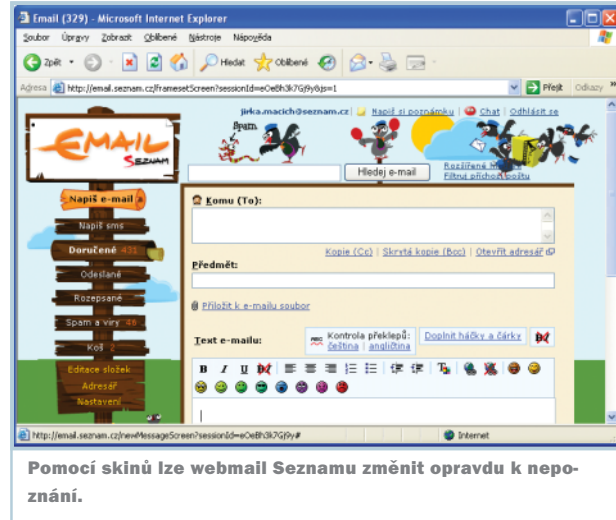 Email (329) - Microsoft Internet Explorer
Soubor Úpravy Zobrazit Oblíbené Nástroje Nápověda
Zpět Hledat Oblíbené
Adresa http://email.seznam.cz/framesetScreen?sessionId=eOeBh3k7Gj9y&js=1 Přejít Odkazy
jirka.macich@seznam.cz | Napiš si poznámku | Chat | Odhlásit se
Spam
EMAIL
SEZNAM
Hledej e-mail
Rozšířené
Filtruj příchozí poštu
Napiš e-mail
Komu (To):
Napiš sms
Doručené 431
Kopie (Cc) | Skrytá kopie (Bcc) | Otevřít adresář
Předmět:
Odeslané
Rozepsané
Přiložit k e-mailu soubor
Spam a viry 46
Text e-mailu:
ABC Kontrola překlepů:
čeština | angličtina
Doplnit háčky a čárky
Koš 2
Editace složek
B I U
Adresář
Nastavení
http://email.seznam.cz/newMessageScreen?sessionId=eOeBh3k7Gj9y# Internet
Pomocí skinů lze webmail Seznamu změnit opravdu k nepo-
znání.